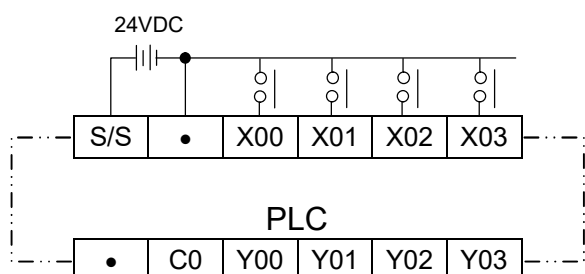 24VDC
S/S • X00 X01 X02 X03
PLC
• C0 Y00 Y01 Y02 Y03